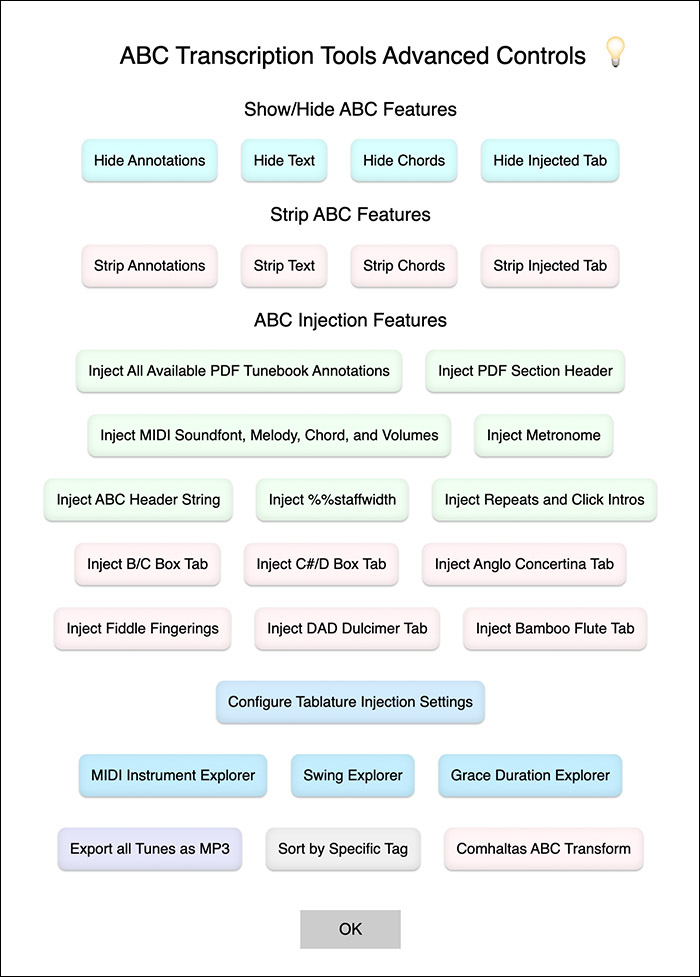 ABC Transcription Tools Advanced Controls
Show/Hide ABC Features
Hide Annotations Hide Text Hide Chords Hide Injected Tab
Strip ABC Features
Strip Annotations Strip Text Strip Chords Strip Injected Tab
ABC Injection Features
Inject All Available PDF Tunebook Annotations Inject PDF Section Header
Inject MIDI Soundfont, Melody, Chord, and Volumes Inject Metronome
Inject ABC Header String Inject %%staffwidth Inject Repeats and Click Intros
Inject B/C Box Tab Inject C#/D Box Tab Inject Anglo Concertina Tab
Inject Fiddle Fingerings Inject DAD Dulcimer Tab Inject Bamboo Flute Tab
Configure Tablature Injection Settings
MIDI Instrument Explorer Swing Explorer Grace Duration Explorer
Export all Tunes as MP3 Sort by Specific Tag Comhaltas ABC Transform
OK